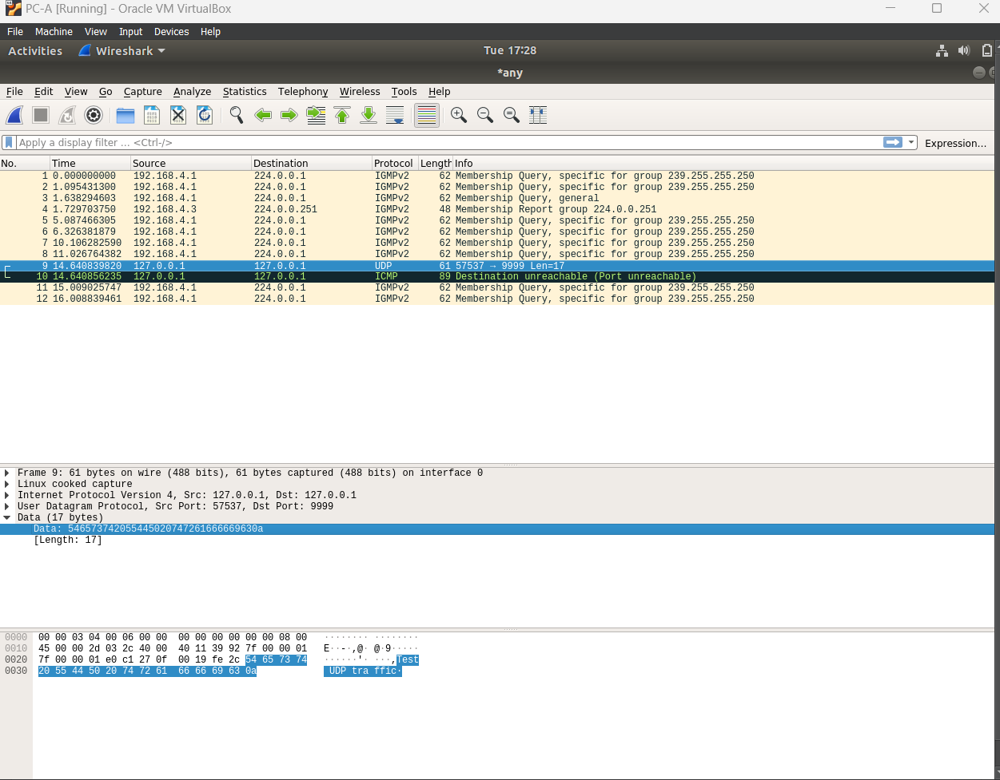 PC-A [Running] - Oracle VM VirtualBox
File Machine View Input Devices Help
Activities Wireshark Tue 17:28
*any
File Edit View Go Capture Analyze Statistics Telephony Wireless Tools Help
Apply a display filter ... <Ctrl-/> Expression...
No. Time Source Destination Protocol Length Info
1 0.000000000 192.168.4.1 224.0.0.1 IGMPv2 62 Membership Query, specific for group 239.255.255.250
2 1.095431300 192.168.4.1 224.0.0.1 IGMPv2 62 Membership Query, specific for group 239.255.255.250
3 1.638294603 192.168.4.1 224.0.0.1 IGMPv2 62 Membership Query, general
4 1.729703750 192.168.4.3 224.0.0.251 IGMPv2 48 Membership Report group 224.0.0.251
5 5.087466305 192.168.4.1 224.0.0.1 IGMPv2 62 Membership Query, specific for group 239.255.255.250
6 6.326381879 192.168.4.1 224.0.0.1 IGMPv2 62 Membership Query, specific for group 239.255.255.250
7 10.106282590 192.168.4.1 224.0.0.1 IGMPv2 62 Membership Query, specific for group 239.255.255.250
8 11.026764382 192.168.4.1 224.0.0.1 IGMPv2 62 Membership Query, specific for group 239.255.255.250
9 14.640839820 127.0.0.1 127.0.0.1 UDP 61 57537 → 9999 Len=17
10 14.640856235 127.0.0.1 127.0.0.1 ICMP 89 Destination unreachable (Port unreachable)
11 15.009025747 192.168.4.1 224.0.0.1 IGMPv2 62 Membership Query, specific for group 239.255.255.250
12 16.008839461 192.168.4.1 224.0.0.1 IGMPv2 62 Membership Query, specific for group 239.255.255.250
Frame 9: 61 bytes on wire (488 bits), 61 bytes captured (488 bits) on interface 0
Linux cooked capture
Internet Protocol Version 4, Src: 127.0.0.1, Dst: 127.0.0.1
User Datagram Protocol, Src Port: 57537, Dst Port: 9999
Data (17 bytes)
Data: 546573742055445020747261666669630a
[Length: 17]
0000 00 00 03 04 00 06 00 00 00 00 00 00 00 00 08 00 ········ ········
0010 45 00 00 2d 03 2c 40 00 40 11 39 92 7f 00 00 01 E··-·,@· @·9·····
0020 7f 00 00 01 e0 c1 27 0f 00 19 fe 2c 54 65 73 74 ······'· ···,Test
0030 20 55 44 50 20 74 72 61 66 66 69 63 0a UDP tra ffic·